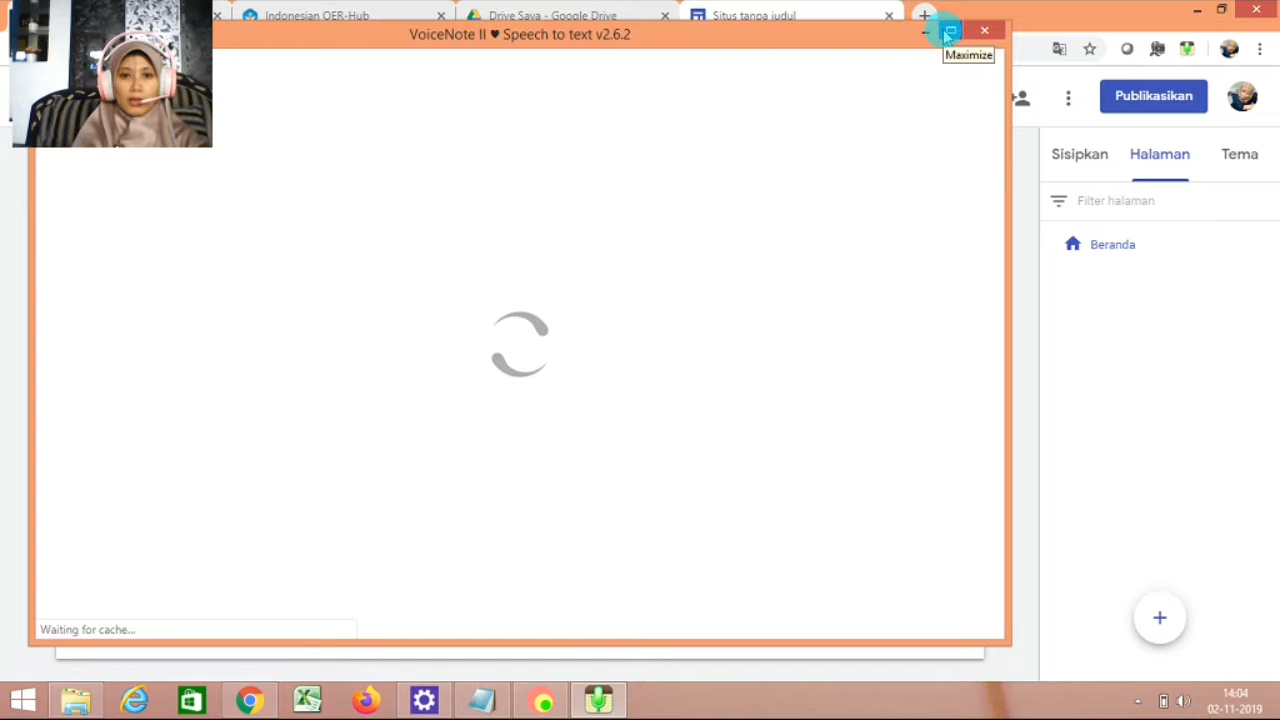 Indonesian OER-Hub
Drive Saya - Google Drive
Situs tanpa judul
VoiceNote II ♥ Speech to text v2.6.2
Maximize
Publikasikan
Sisipkan
Halaman
Tema
Filter halaman
Beranda
Waiting for cache...
14:04
02-11-2019